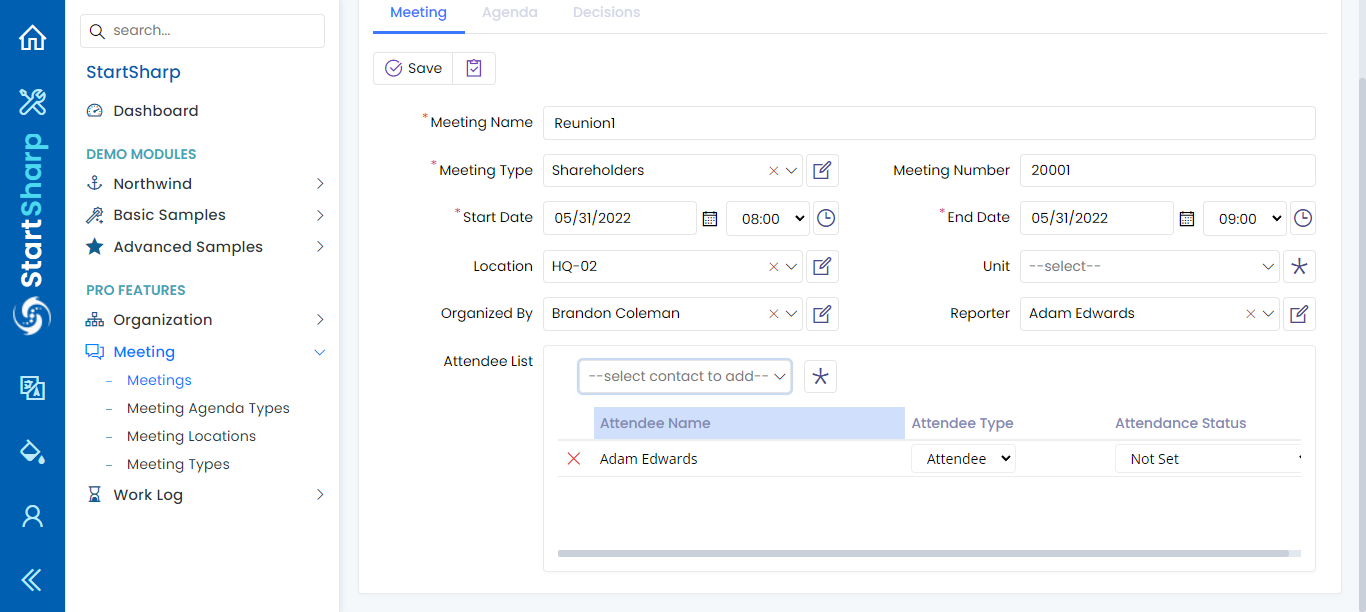 StartSharp
search...
StartSharp
Dashboard
DEMO MODULES
Northwind
Basic Samples
Advanced Samples
PRO FEATURES
Organization
Meeting
Meetings
Meeting Agenda Types
Meeting Locations
Meeting Types
Work Log
Meeting Agenda Decisions
Save
*Meeting Name Reunion1
*Meeting Type Shareholders Meeting Number 20001
*Start Date 05/31/2022 08:00 *End Date 05/31/2022 09:00
Location HQ-02 Unit --select--
Organized By Brandon Coleman Reporter Adam Edwards
Attendee List --select contact to add--
Attendee Name Attendee Type Attendance Status
Adam Edwards Attendee Not Set